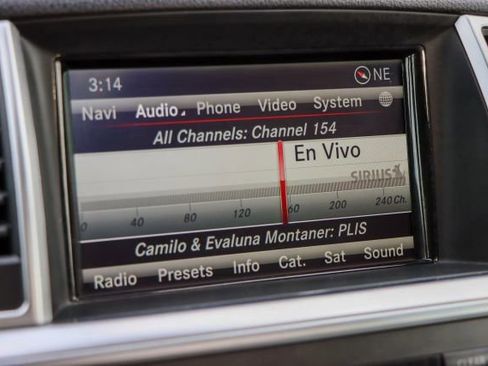 3:14 NE
Navi Audio Phone Video System
All Channels: Channel 154
En Vivo
SIRIUS
40 80 120 60 200 240 Ch.
Camilo & Evaluna Montaner: PLIS
Radio Presets Info Cat. Sat Sound
CLEAR